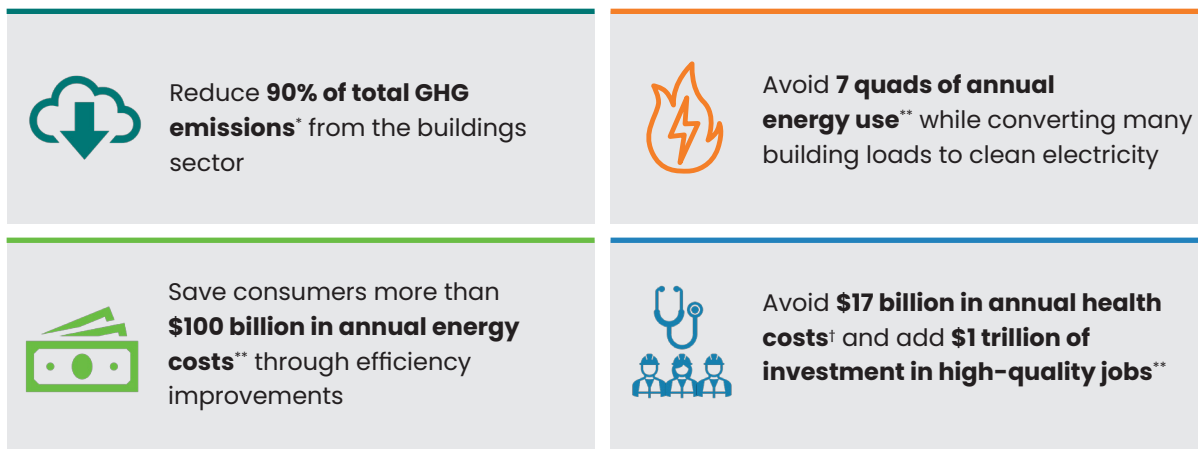 Reduce 90% of total GHG
emissions* from the buildings
sector
Avoid 7 quads of annual
energy use** while converting many
building loads to clean electricity
Save consumers more than
$100 billion in annual energy
costs** through efficiency
improvements
Avoid $17 billion in annual health
costs† and add $1 trillion of
investment in high-quality jobs**